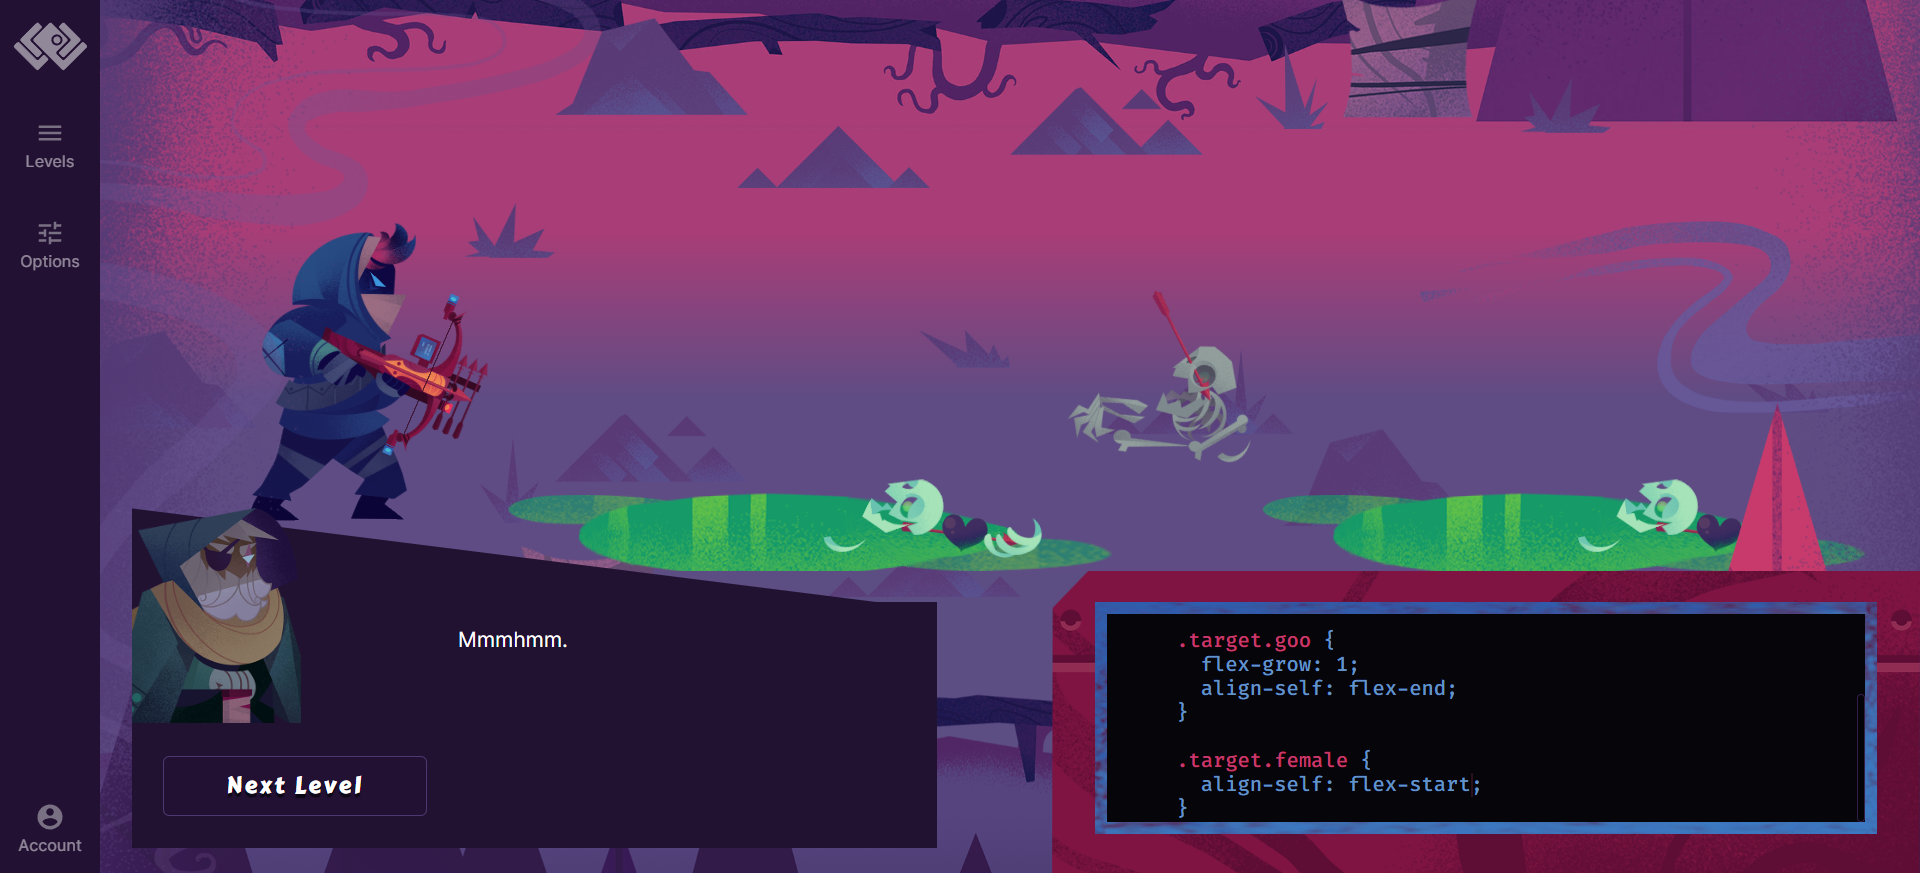 Levels
Options
Mmmhmm.
Next Level
Account
.target.goo {
  flex-grow: 1;
  align-self: flex-end;
}

.target.female {
  align-self: flex-start;
}